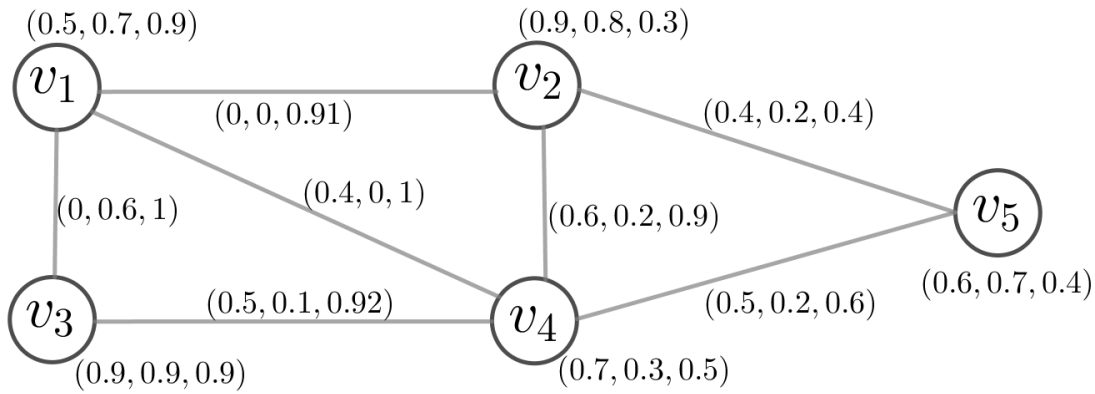 (0.5, 0.7, 0.9)
(0.9, 0.8, 0.3)
v₁
v₂
(0, 0, 0.91)
(0.4, 0.2, 0.4)
(0.4, 0, 1)
(0, 0.6, 1)
(0.6, 0.2, 0.9)
v₅
(0.6, 0.7, 0.4)
(0.5, 0.1, 0.92)
(0.5, 0.2, 0.6)
v₃
v₄
(0.9, 0.9, 0.9)
(0.7, 0.3, 0.5)